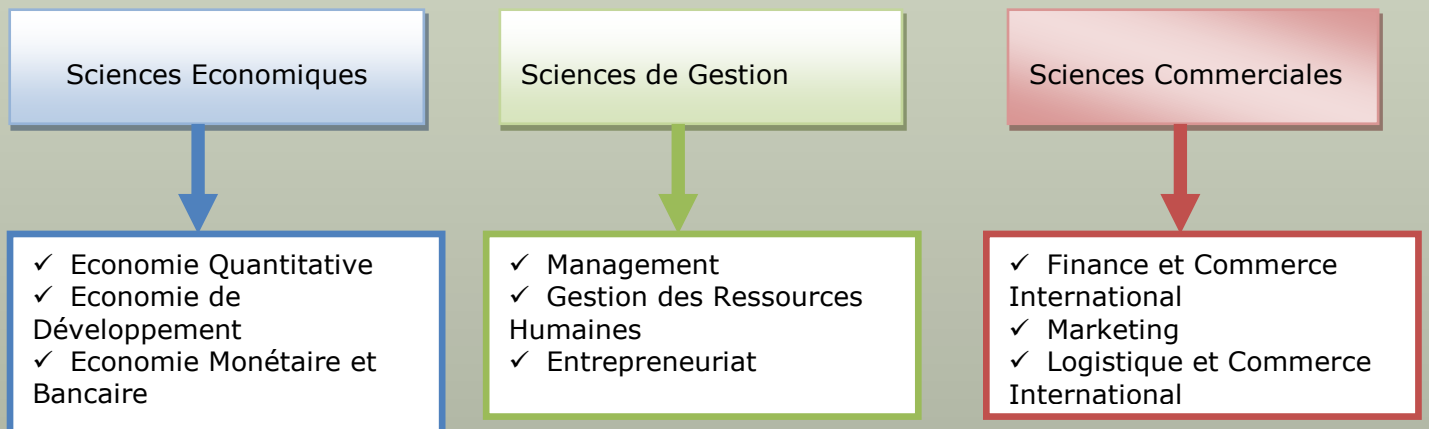 Sciences Economiques
✓ Economie Quantitative
✓ Economie de
Développement
✓ Economie Monétaire et
Bancaire
Sciences de Gestion
✓ Management
✓ Gestion des Ressources
Humaines
✓ Entrepreneuriat
Sciences Commerciales
✓ Finance et Commerce
International
✓ Marketing
✓ Logistique et Commerce
International